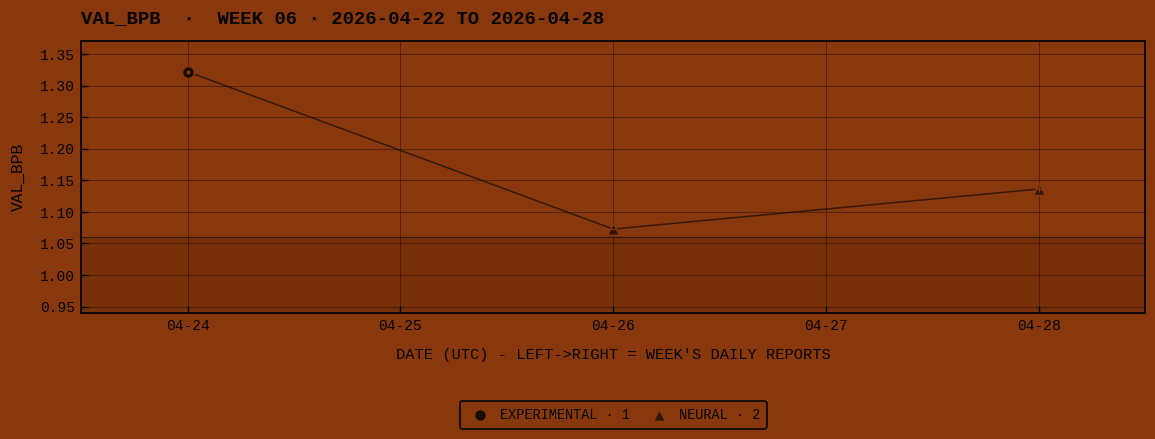 VAL_BPB · WEEK 06 · 2026-04-22 TO 2026-04-28
1.35
1.30
1.25
1.20
1.15
1.10
1.05
1.00
0.95
VAL_BPB
04-24 04-25 04-26 04-27 04-28
DATE (UTC) - LEFT->RIGHT = WEEK'S DAILY REPORTS
EXPERIMENTAL · 1 NEURAL · 2